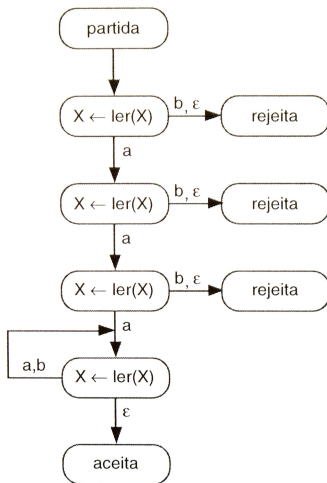 partida
X ← ler(X)
b, ε
rejeita
a
X ← ler(X)
b, ε
rejeita
a
X ← ler(X)
b, ε
rejeita
a
a,b
X ← ler(X)
ε
aceita